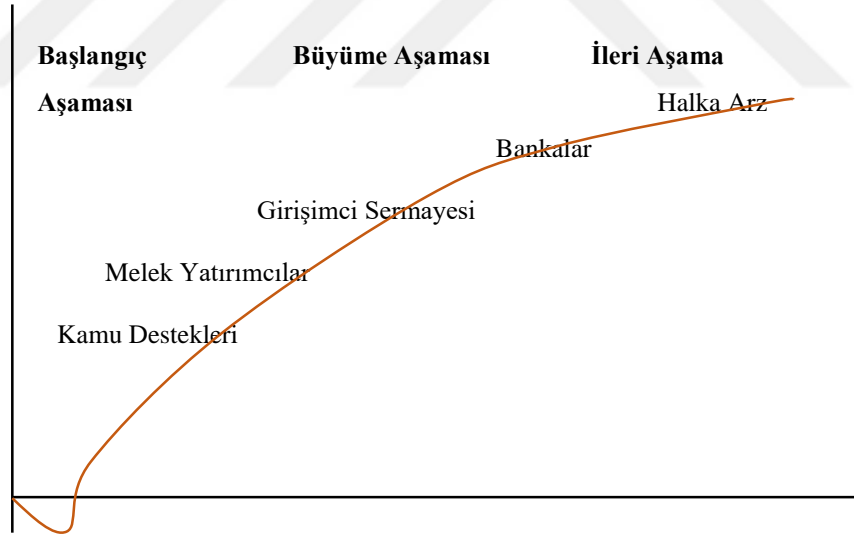 Başlangıç Büyüme Aşaması İleri Aşama
Aşaması Halka Arz
Bankalar
Girişimci Sermayesi
Melek Yatırımcılar
Kamu Destekleri